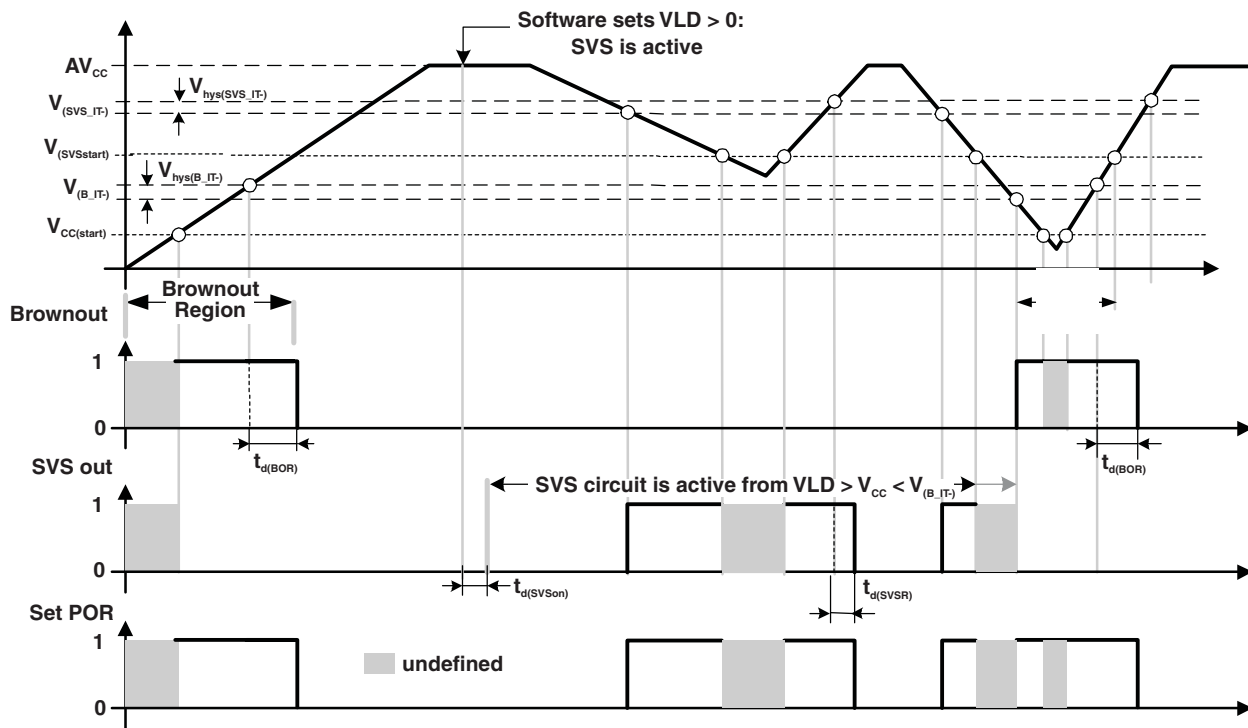 Software sets VLD > 0:
SVS is active
AVCC
Vhys(SVS_IT-)
V(SVS_IT-)
V(SVSstart)
Vhys(B_IT-)
V(B_IT-)
VCC(start)
Brownout
Region
Brownout
1
0
td(BOR)
td(BOR)
SVS out
SVS circuit is active from VLD > VCC < V(B_IT-)
1
0
td(SVSon)
td(SVSR)
Set POR
1
undefined
0